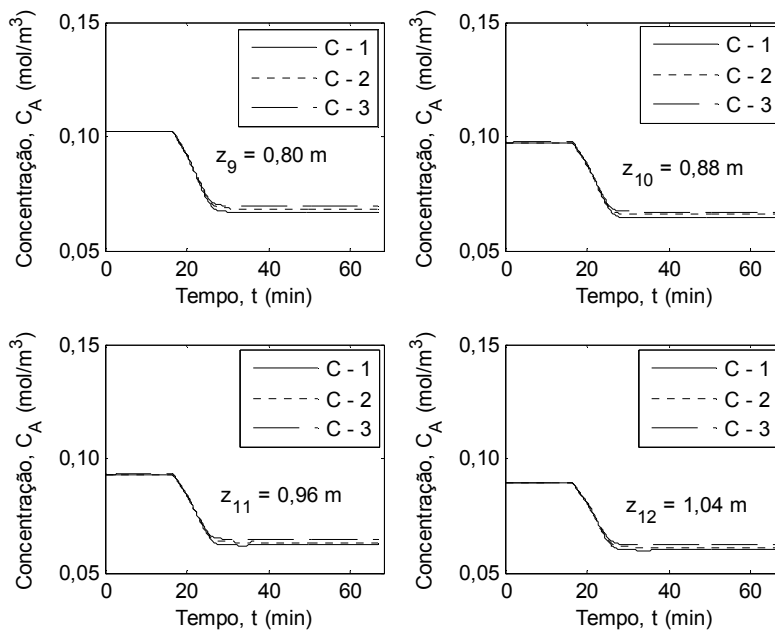 Concentração, C_A (mol/m³)
0,15
0,10
0,05
C - 1
C - 2
C - 3
z_9 = 0,80 m
0 20 40 60
Tempo, t (min)
Concentração, C_A (mol/m³)
0,15
0,10
0,05
C - 1
C - 2
C - 3
z_10 = 0,88 m
0 20 40 60
Tempo, t (min)
Concentração, C_A (mol/m³)
0,15
0,10
0,05
C - 1
C - 2
C - 3
z_11 = 0,96 m
0 20 40 60
Tempo, t (min)
Concentração, C_A (mol/m³)
0,15
0,10
0,05
C - 1
C - 2
C - 3
z_12 = 1,04 m
0 20 40 60
Tempo, t (min)